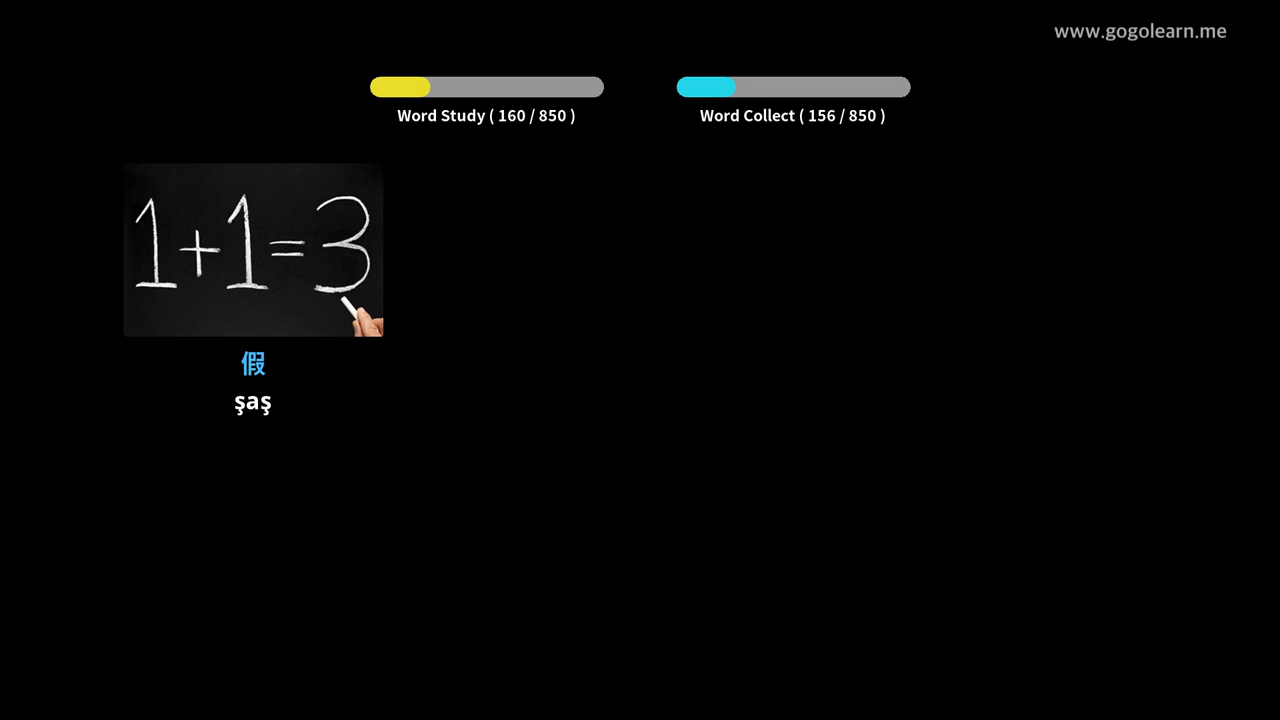 www.gogolearn.me
Word Study ( 160 / 850 )
Word Collect ( 156 / 850 )
1+1=3
假
şaş